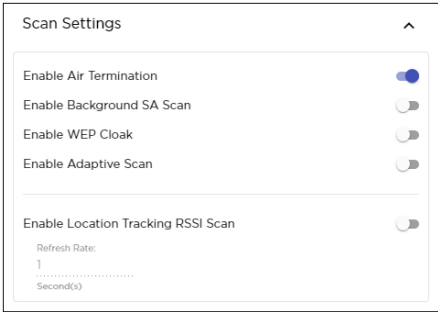 Scan Settings
Enable Air Termination
Enable Background SA Scan
Enable WEP Cloak
Enable Adaptive Scan
Enable Location Tracking RSSI Scan
Refresh Rate:
1
Second(s)